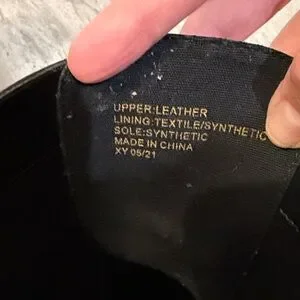 UPPER:LEATHER
LINING:TEXTILE/SYNTHETIC
SOLE:SYNTHETIC
MADE IN CHINA
XY 05/21